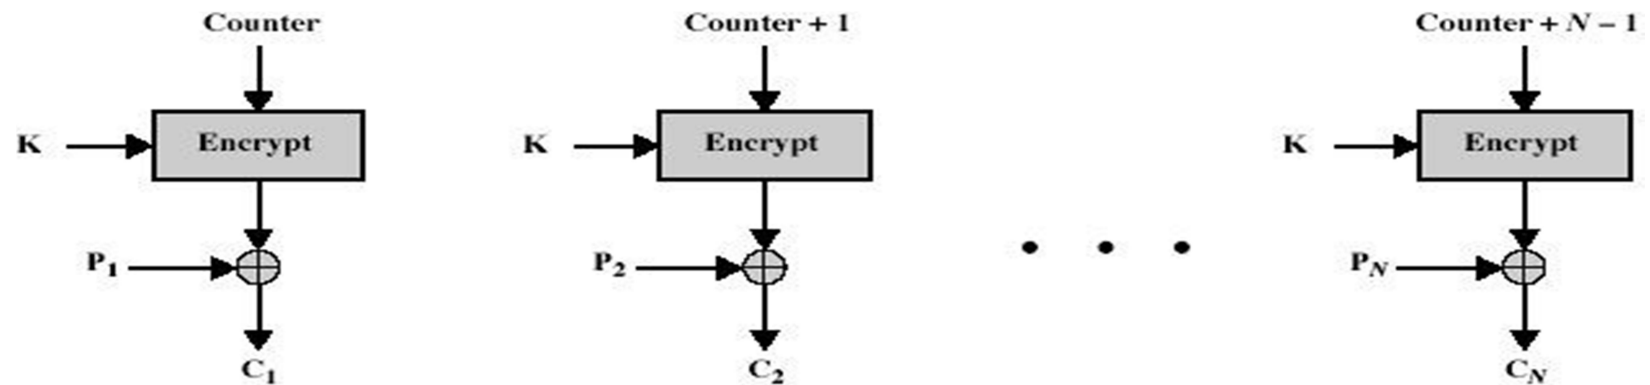 Counter Counter + 1 Counter + N – 1
K Encrypt K Encrypt K Encrypt
P1 P2 PN
C1 C2 CN